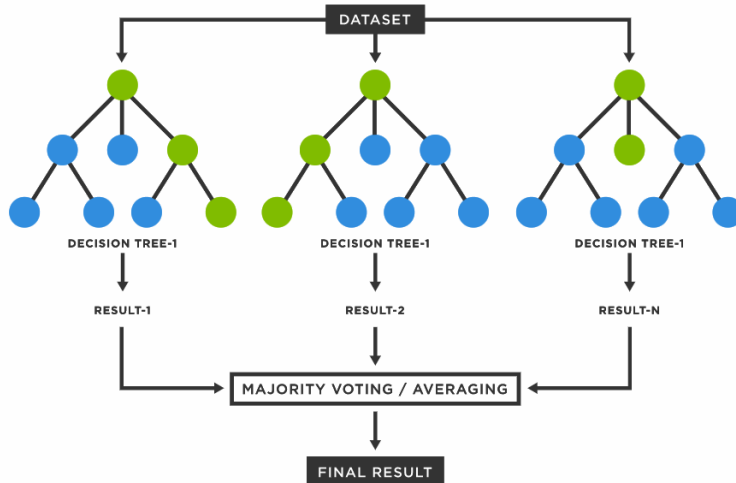 DATASET
DECISION TREE-1
DECISION TREE-1
DECISION TREE-1
RESULT-1
RESULT-2
RESULT-N
MAJORITY VOTING / AVERAGING
FINAL RESULT